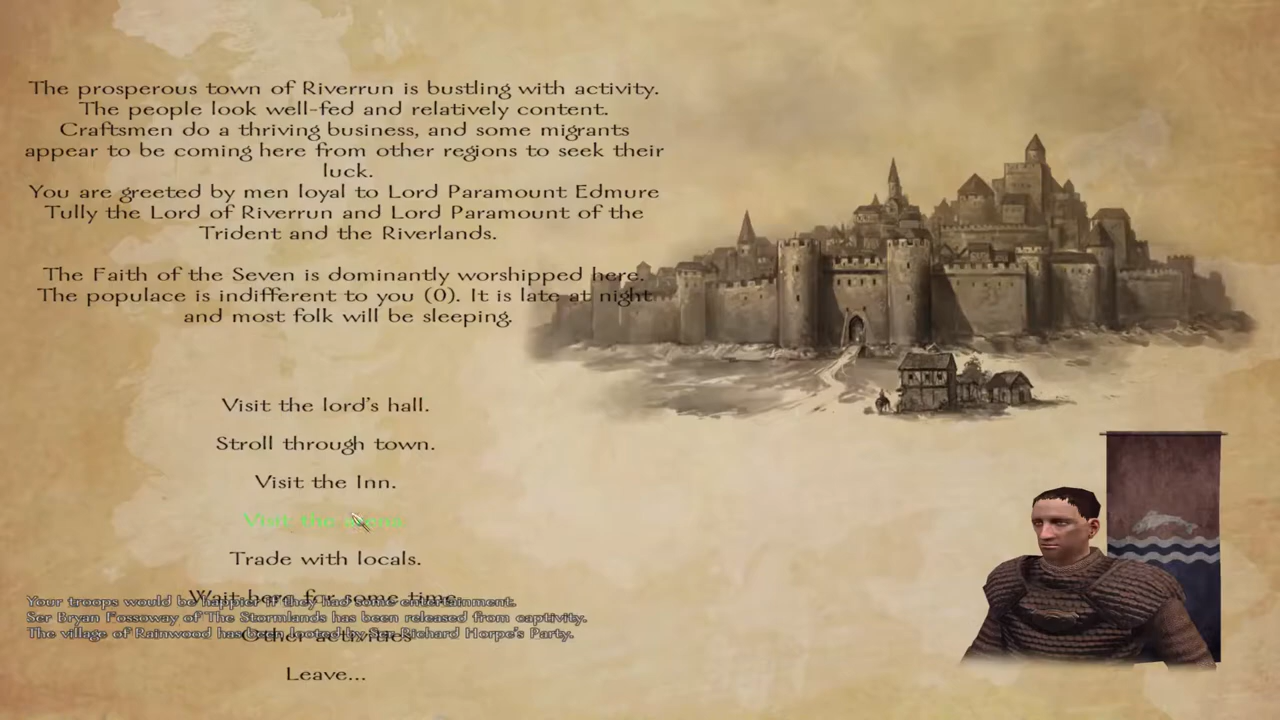 The prosperous town of Riverrun is bustling with activity.
The people look well-fed and relatively content.
Craftsmen do a thriving business, and some migrants
appear to be coming here from other regions to seek their
luck.
You are greeted by men loyal to Lord Paramount Edmure
Tully the Lord of Riverrun and Lord Paramount of the
Trident and the Riverlands.
The Faith of the Seven is dominantly worshipped here.
The populace is indifferent to you (0). It is late at night
and most folk will be sleeping.
Visit the lord's hall.
Stroll through town.
Visit the Inn.
Visit the arena.
Trade with locals.
Wait here for some time.
Your troops would be happier if they had some entertainment.
Ser Bryan Fossoway of The Stormlands has been released from captivity.
The village of Rainwood has been looted by Ser Richard Horpe's Party.
Other activities
Leave...